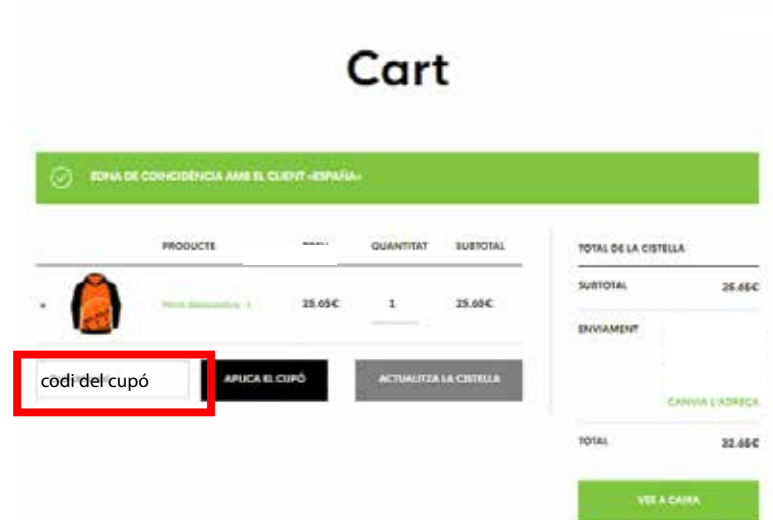 Cart
ZONA DE COINCIDÈNCIA AMB EL CLIENT «ESPAÑA»
PRODUCTE QUANTITAT SUBTOTAL
25.65€ 1 25.65€
codi del cupó APLICA EL CUPÓ ACTUALITZA LA CISTELLA
TOTAL DE LA CISTELLA
SUBTOTAL 25.65€
ENVIAMENT
CANVIA L'ADREÇA
TOTAL 32.65€
VES A CAIXA